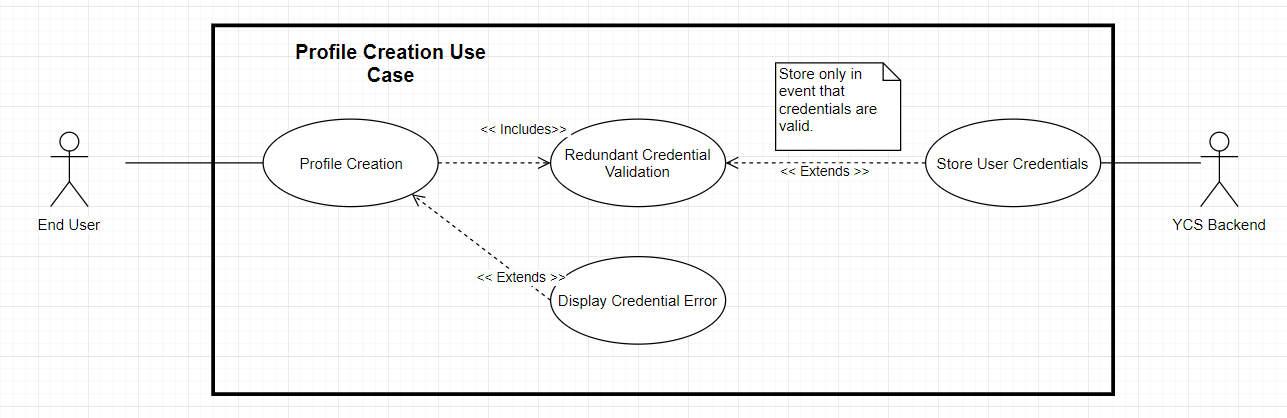 Profile Creation Use
Case
Store only in
event that
credentials are
valid.
<< Includes>>
Profile Creation
Redundant Credential
Validation
<< Extends >>
Store User Credentials
End User
YCS Backend
<< Extends >>
Display Credential Error